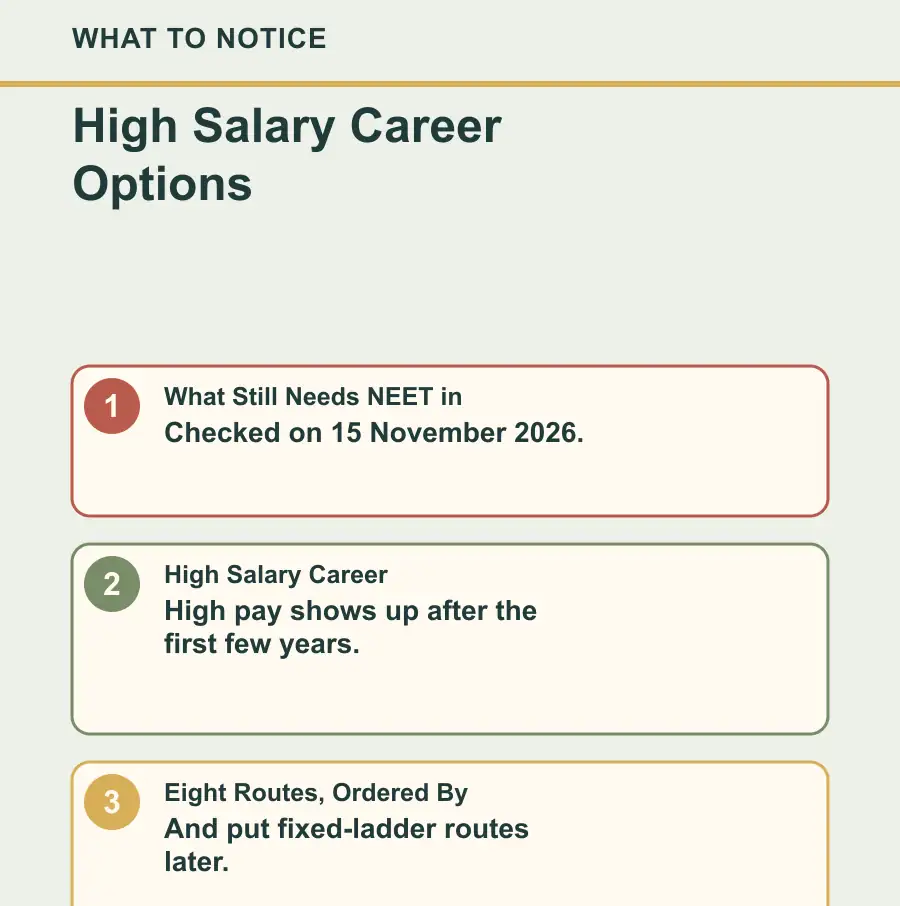 WHAT TO NOTICE
High Salary Career
Options
1
What Still Needs NEET in
Checked on 15 November 2026.
2
High Salary Career
High pay shows up after the
first few years.
3
Eight Routes, Ordered By
And put fixed-ladder routes
later.